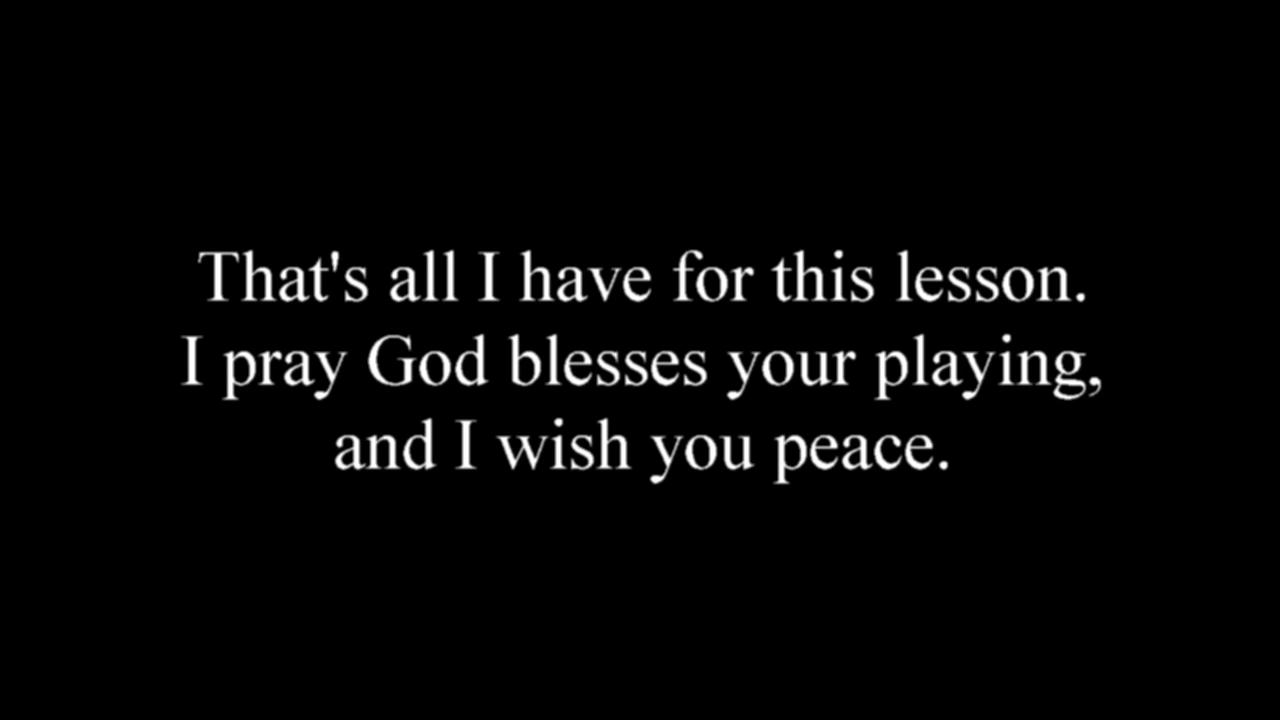 That's all I have for this lesson.
I pray God blesses your playing,
and I wish you peace.